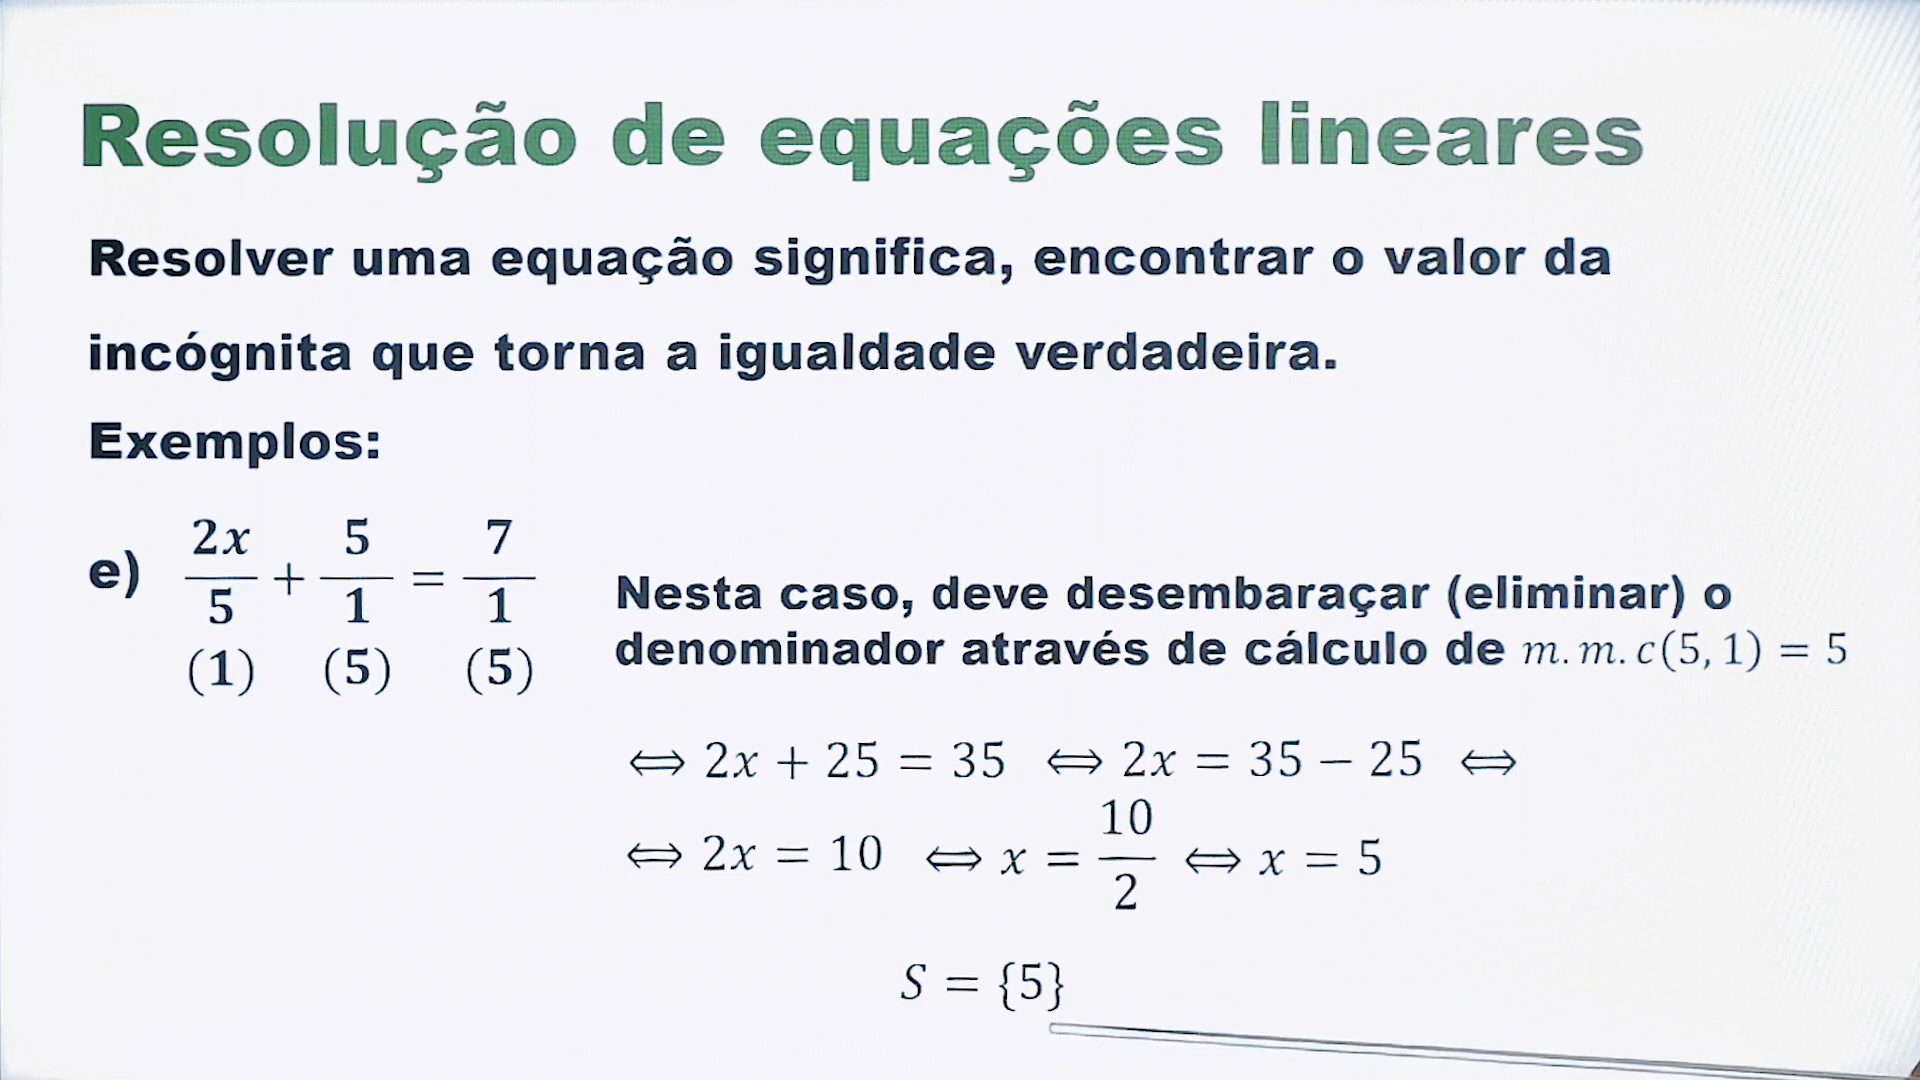 Resolução de equações lineares
Resolver uma equação significa, encontrar o valor da
incógnita que torna a igualdade verdadeira.
Exemplos:
e) 2x/5 + 5/1 = 7/1
(1) (5) (5)
Nesta caso, deve desembaraçar (eliminar) o
denominador através de cálculo de m.m.c(5,1) = 5
⟺ 2x + 25 = 35 ⟺ 2x = 35 − 25 ⟺
⟺ 2x = 10 ⟺ x = 10/2 ⟺ x = 5
S = {5}